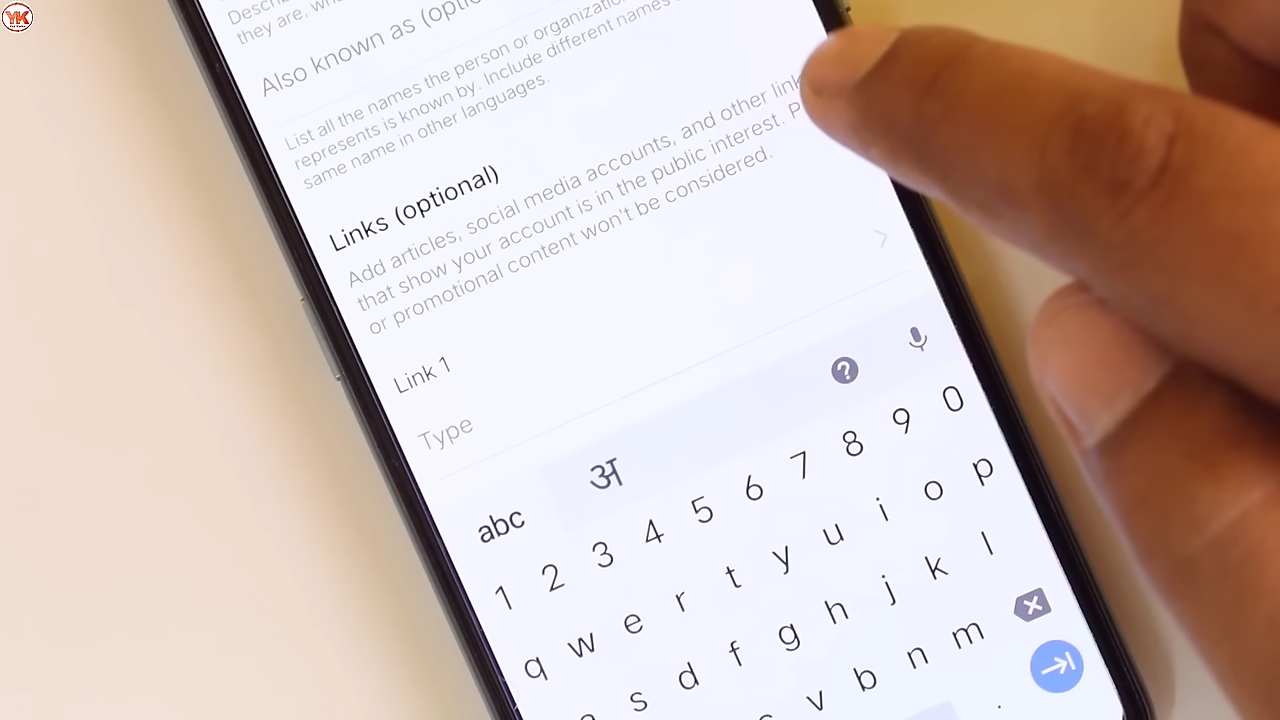 YK
they are,
Also known as
List all the names the person or organization
represents is known by. Include different names
same name in other languages.
Links (optional)
Add articles, social media accounts, and other
that show your account is in the public interest.
or promotional content won't be considered.
Link 1
Type
abc अ
1 2 3 4 5 6 7 8 9 0
q w e r t y u i o p
s d f g h j k l
v b n m